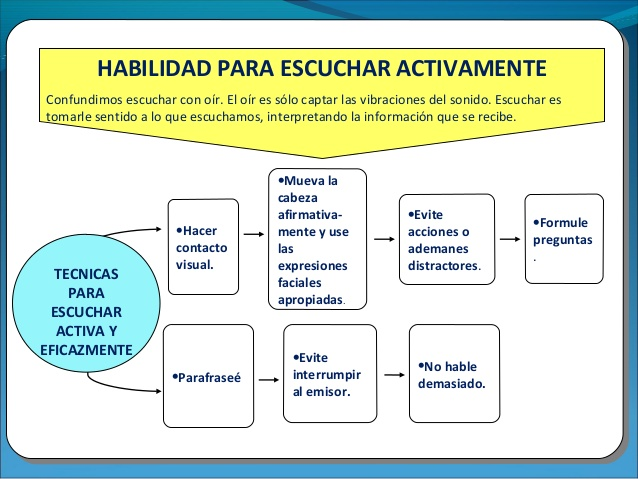 HABILIDAD PARA ESCUCHAR ACTIVAMENTE
Confundimos escuchar con oír. El oír es sólo captar las vibraciones del sonido. Escuchar es
tomarle sentido a lo que escuchamos, interpretando la información que se recibe.
TECNICAS
PARA
ESCUCHAR
ACTIVA Y
EFICAZMENTE
•Hacer
contacto
visual.
•Mueva la
cabeza
afirmativa-
mente y use
las
expresiones
faciales
apropiadas.
•Evite
acciones o
ademanes
distractores.
•Formule
preguntas
.
•Parafraseé
•Evite
interrumpir
al emisor.
•No hable
demasiado.